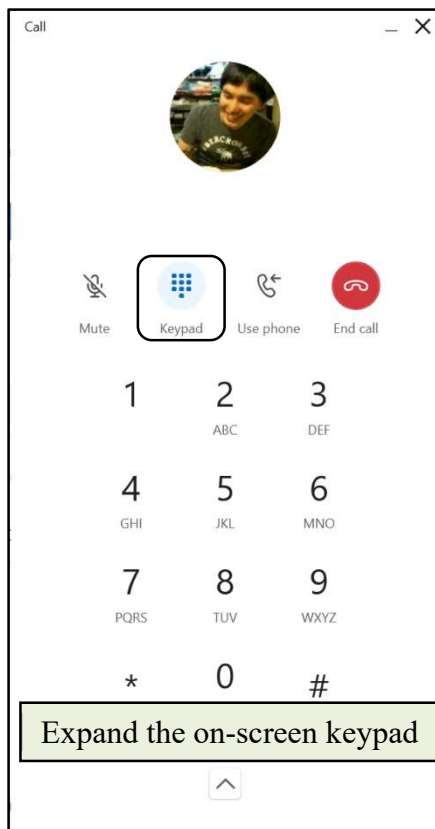 Call
Mute Keypad Use phone End call
1 2 3
ABC DEF
4 5 6
GHI JKL MNO
7 8 9
PQRS TUV WXYZ
* 0 #
Expand the on-screen keypad